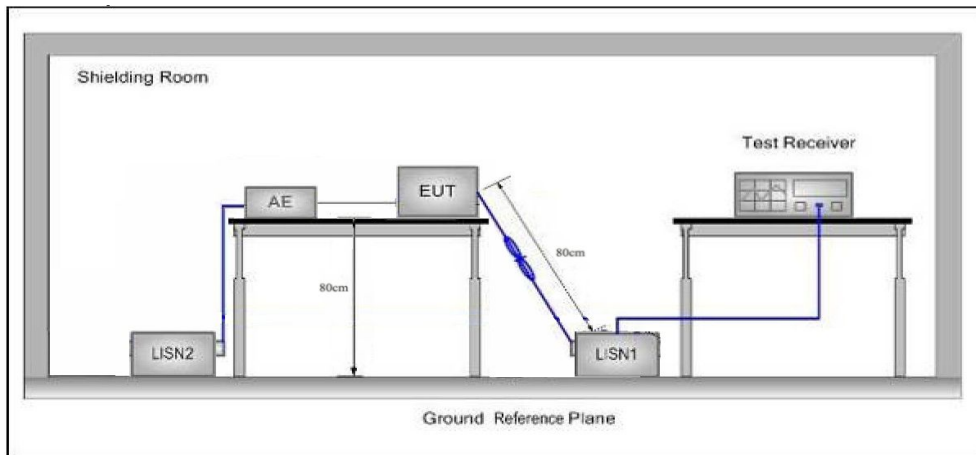 Shielding Room
Test Receiver
EUT
AE
80cm
80cm
LISN2
LISN1
Ground Reference Plane